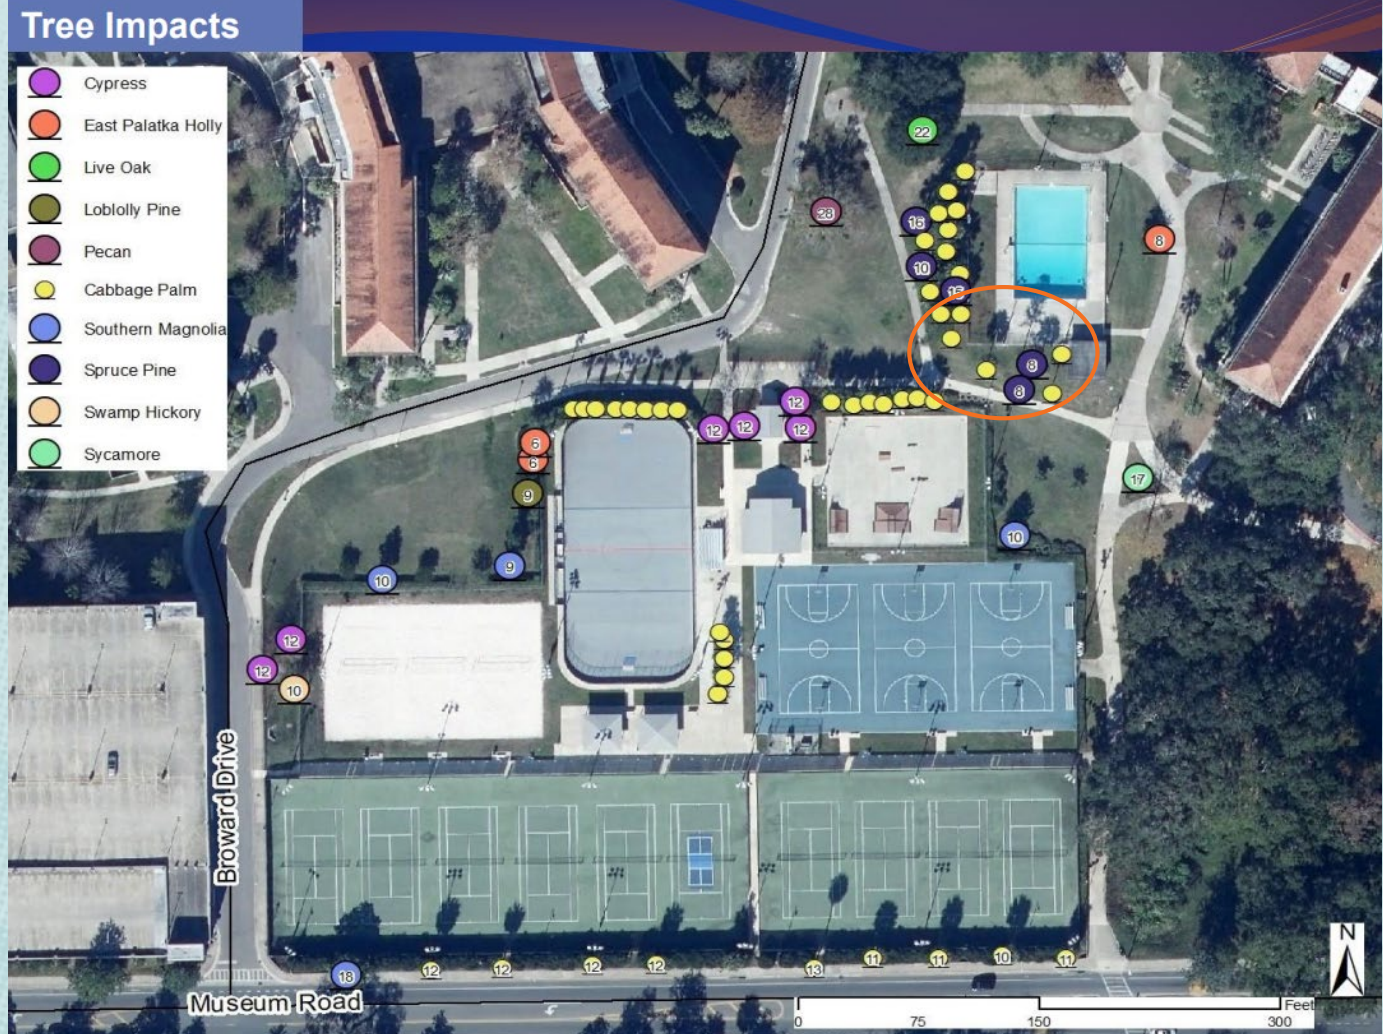 Tree Impacts
Cypress
East Palatka Holly
Live Oak
Loblolly Pine
Pecan
Cabbage Palm
Southern Magnolia
Spruce Pine
Swamp Hickory
Sycamore
22
28
16
8
10
15
8
8
12
12
12
12
6
6
9
17
10
9
10
12
12
10
Broward Drive
18
12
12
12
12
13
11
11
10
11
Museum Road
N
Feet
0
75
150
300